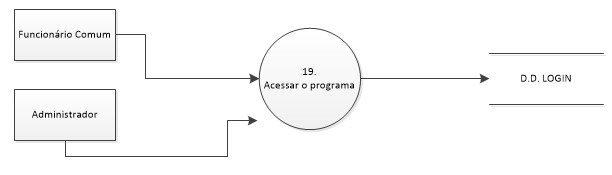 Funcionário Comum
19.
Acessar o programa
D.D. LOGIN
Administrador